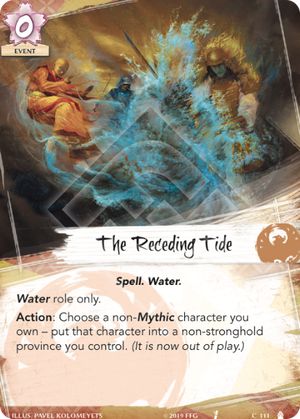 0
EVENT
The Receding Tide
Spell. Water.
Water role only.
Action: Choose a non-Mythic character you
own – put that character into a non-stronghold
province you control. (It is now out of play.)
ILLUS. PAVEL KOLOMEYETS
©2019 FFG
C 111